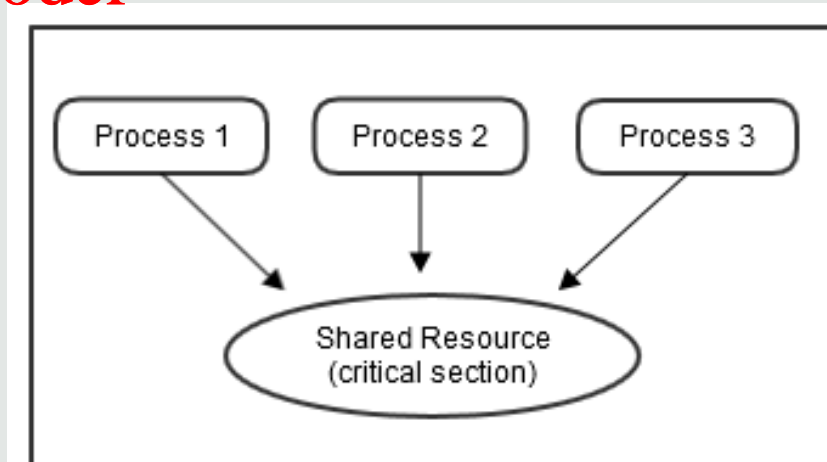 Process 1
Process 2
Process 3
Shared Resource
(critical section)